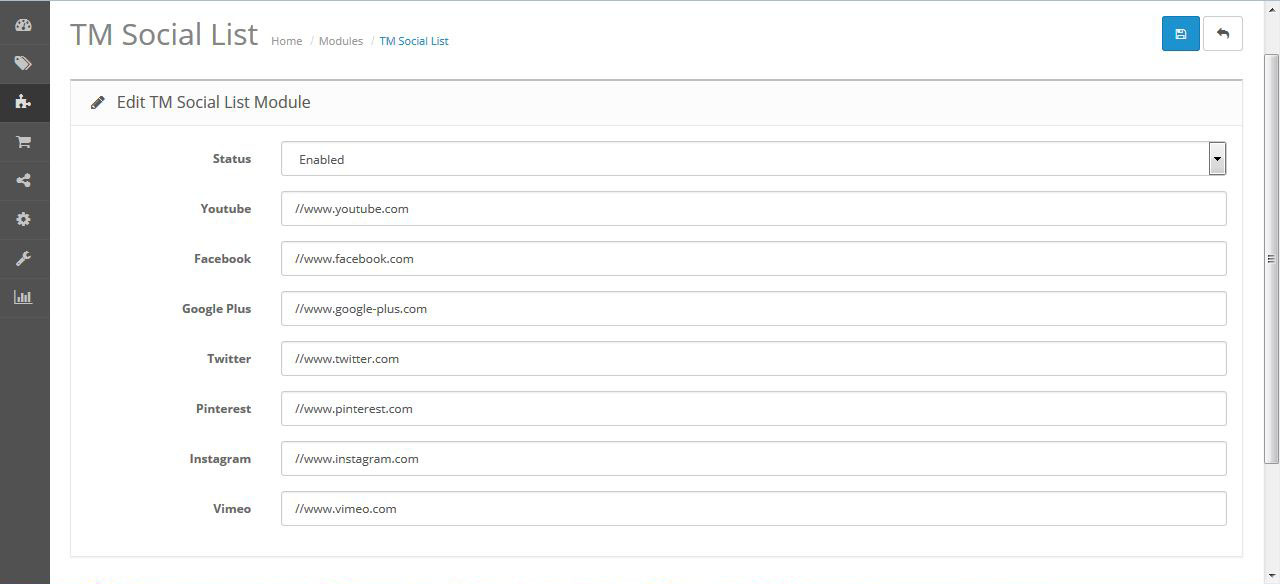 TM Social List Home / Modules / TM Social List
Edit TM Social List Module
Status Enabled
Youtube //www.youtube.com
Facebook //www.facebook.com
Google Plus //www.google-plus.com
Twitter //www.twitter.com
Pinterest //www.pinterest.com
Instagram //www.instagram.com
Vimeo //www.vimeo.com